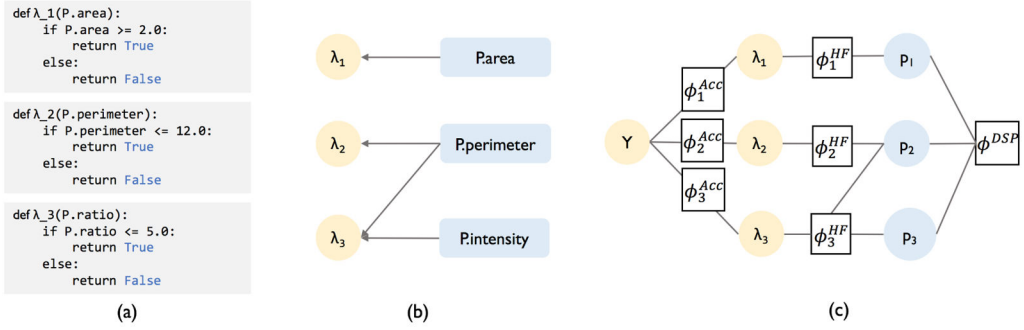 def λ_1(P.area):
if P.area >= 2.0:
return True
else:
return False
def λ_2(P.perimeter):
if P.perimeter <= 12.0:
return True
else:
return False
def λ_3(P.ratio):
if P.ratio <= 5.0:
return True
else:
return False
(a)
λ₁
P.area
λ₂
P.perimeter
λ₃
P.intensity
(b)
Y
ϕ₁ᴬᶜᶜ
ϕ₂ᴬᶜᶜ
ϕ₃ᴬᶜᶜ
λ₁
λ₂
λ₃
ϕ₁ᴴꟳ
ϕ₂ᴴꟳ
ϕ₃ᴴꟳ
P₁
P₂
P₃
ϕᴰˢᴾ
(c)